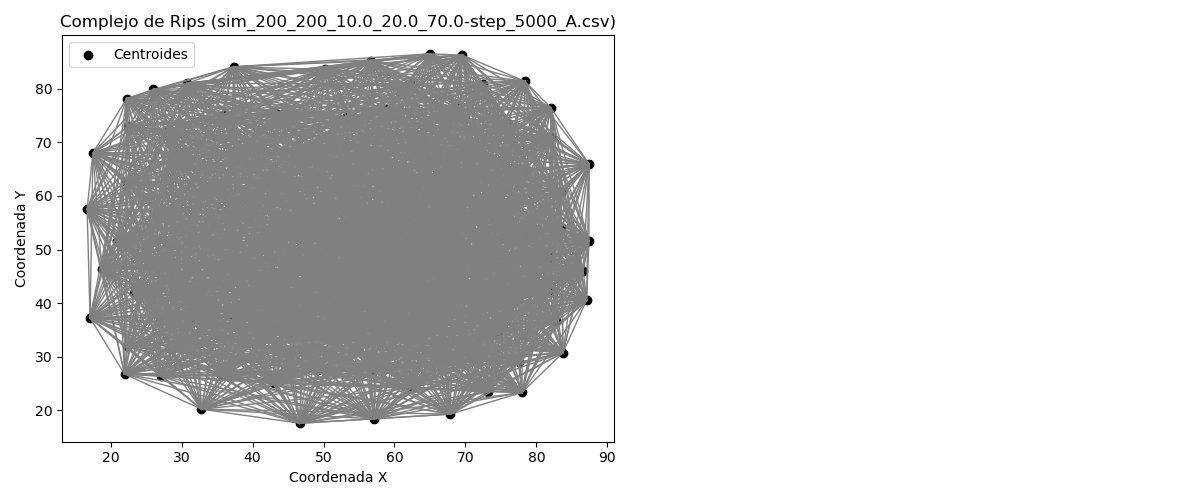 Complejo de Rips (sim_200_200_10.0_20.0_70.0-step_5000_A.csv)
Centroides
80
70
60
50
40
30
20
Coordenada Y
20 30 40 50 60 70 80 90
Coordenada X